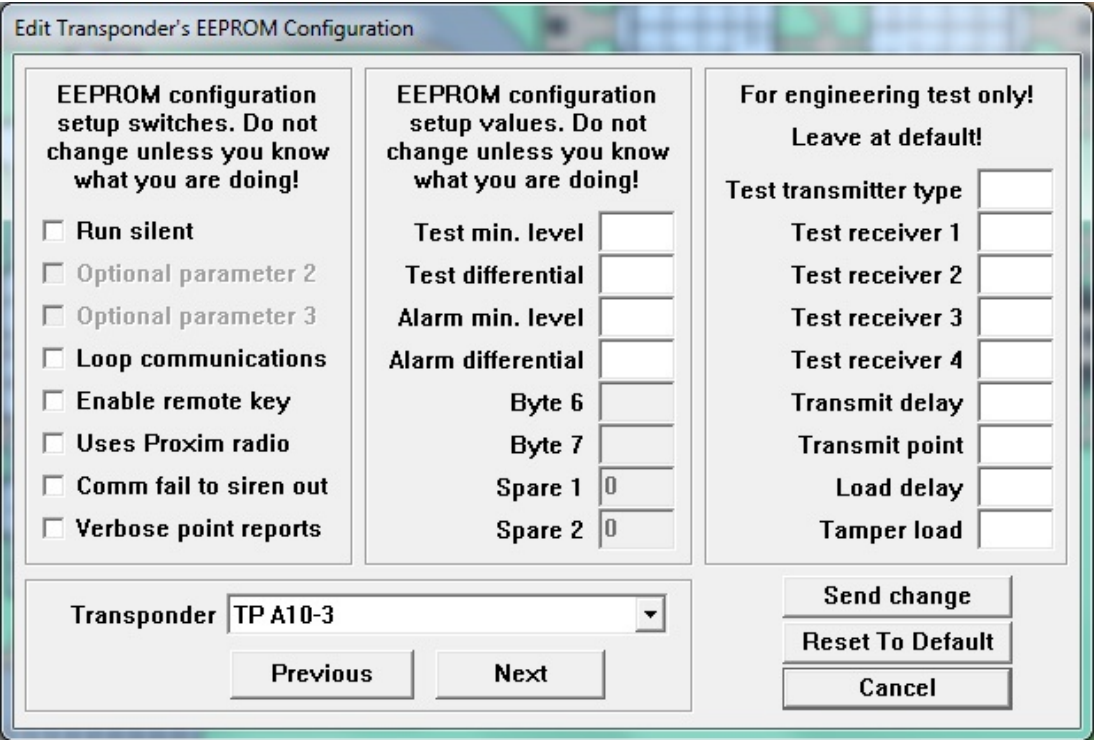 Edit Transponder's EEPROM Configuration
EEPROM configuration
setup switches. Do not
change unless you know
what you are doing!
Run silent
Optional parameter 2
Optional parameter 3
Loop communications
Enable remote key
Uses Proxim radio
Comm fail to siren out
Verbose point reports
EEPROM configuration
setup values. Do not
change unless you know
what you are doing!
Test min. level
Test differential
Alarm min. level
Alarm differential
Byte 6
Byte 7
Spare 1 0
Spare 2 0
For engineering test only!
Leave at default!
Test transmitter type
Test receiver 1
Test receiver 2
Test receiver 3
Test receiver 4
Transmit delay
Transmit point
Load delay
Tamper load
Transponder TP A10-3
Previous Next
Send change
Reset To Default
Cancel